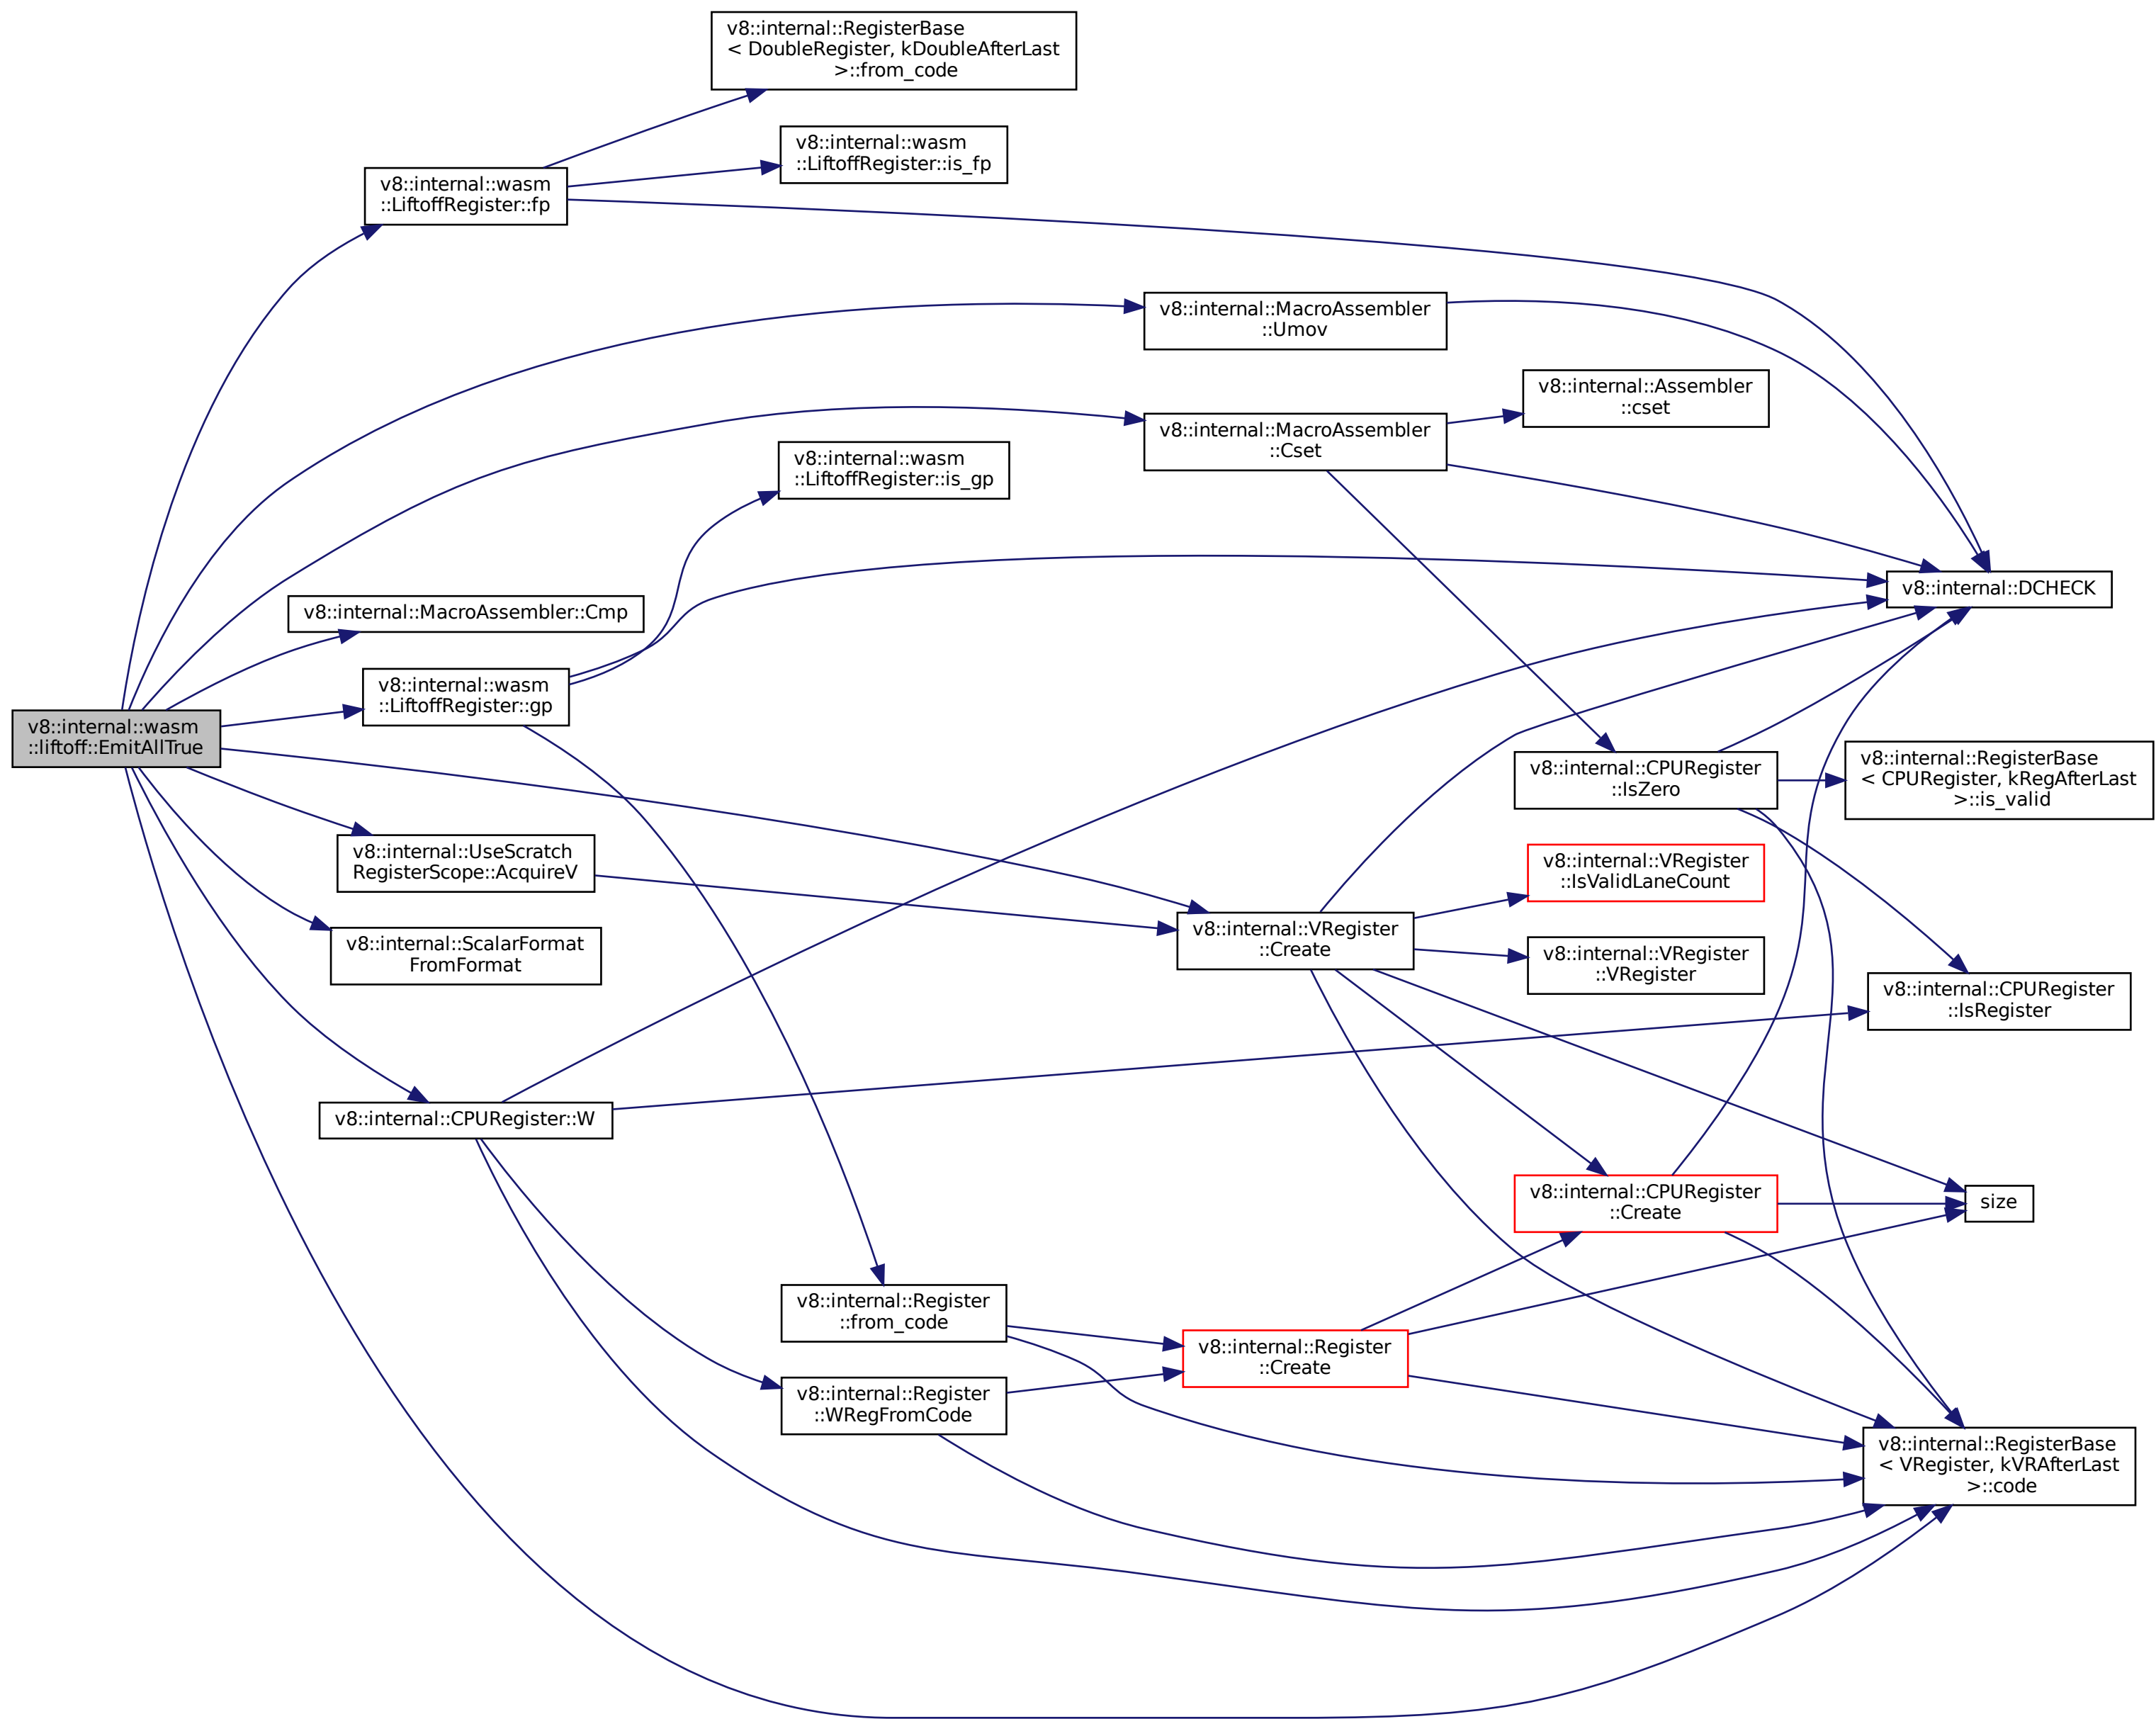 v8::internal::RegisterBase
< DoubleRegister, kDoubleAfterLast
>::from_code
v8::internal::wasm
::LiftoffRegister::is_fp
v8::internal::wasm
::LiftoffRegister::fp
v8::internal::MacroAssembler
::Umov
v8::internal::Assembler
::cset
v8::internal::MacroAssembler
::Cset
v8::internal::wasm
::LiftoffRegister::is_gp
v8::internal::DCHECK
v8::internal::MacroAssembler::Cmp
v8::internal::wasm
::LiftoffRegister::gp
v8::internal::wasm
::liftoff::EmitAllTrue
v8::internal::CPURegister
::IsZero
v8::internal::RegisterBase
< CPURegister, kRegAfterLast
>::is_valid
v8::internal::UseScratch
RegisterScope::AcquireV
v8::internal::VRegister
::IsValidLaneCount
v8::internal::VRegister
::Create
v8::internal::ScalarFormat
FromFormat
v8::internal::VRegister
::VRegister
v8::internal::CPURegister
::IsRegister
v8::internal::CPURegister::W
v8::internal::CPURegister
::Create
size
v8::internal::Register
::from_code
v8::internal::Register
::Create
v8::internal::Register
::WRegFromCode
v8::internal::RegisterBase
< VRegister, kVRAfterLast
>::code